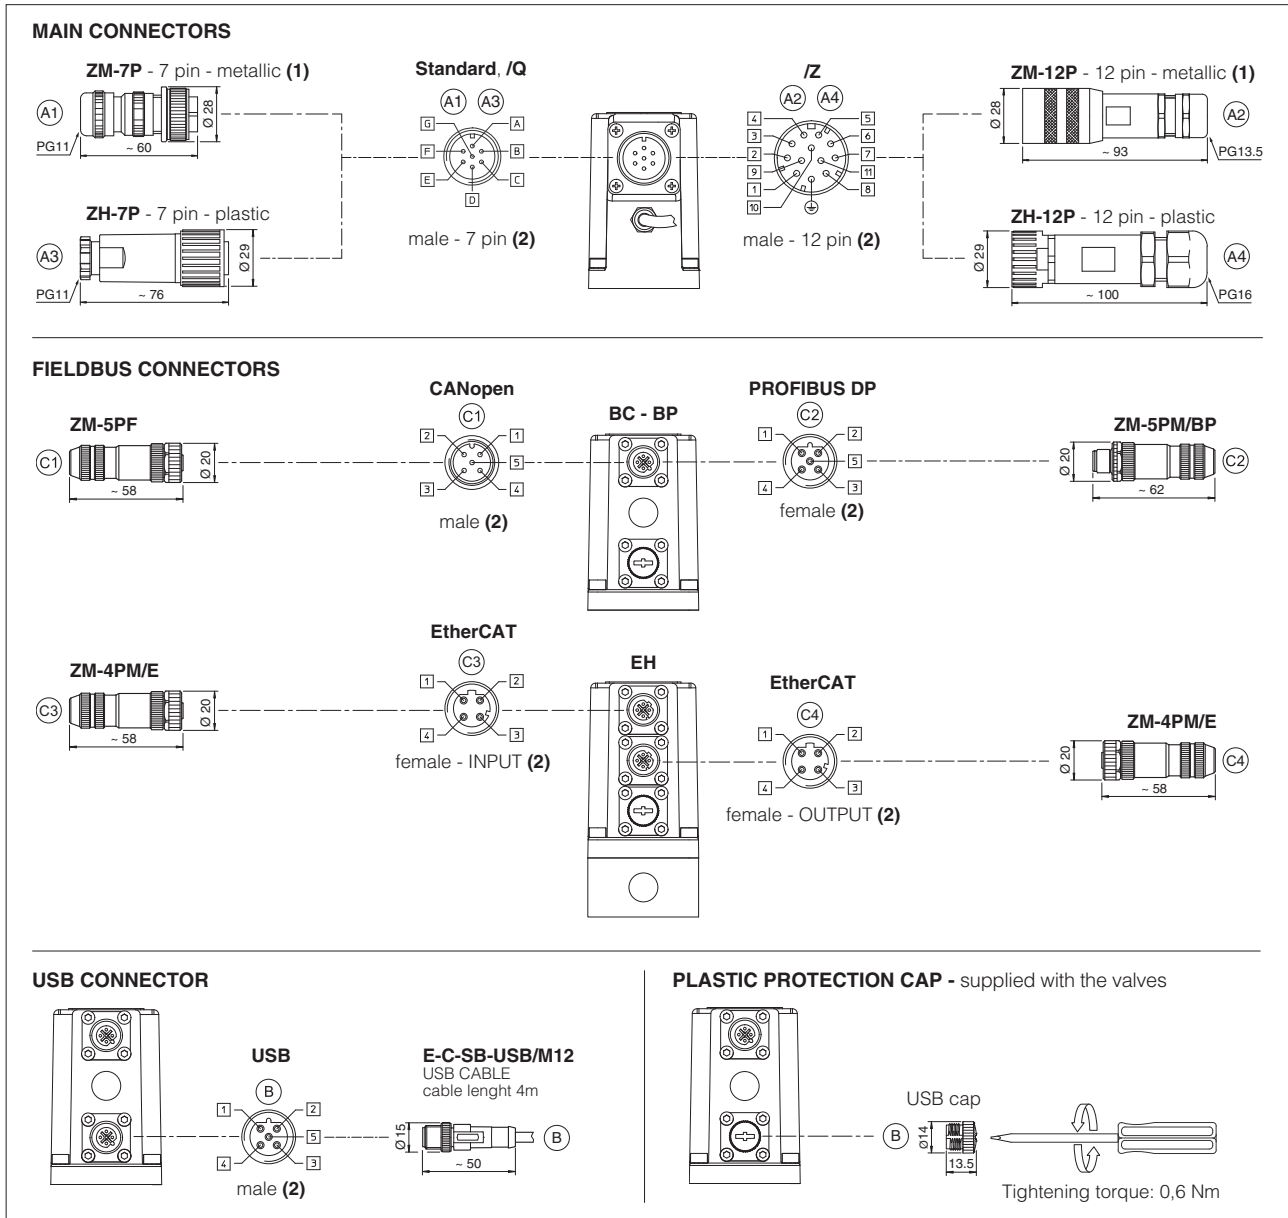 MAIN CONNECTORS
ZM-7P - 7 pin - metallic (1)
A1
Ø 28
PG11
~ 60
ZH-7P - 7 pin - plastic
A3
Ø 29
PG11
~ 76
Standard, /Q
A1 A3
G A
F B
E C
D
male - 7 pin (2)
/Z
A2 A4
4 5
3 6
2 7
9 11
1 8
10
male - 12 pin (2)
ZM-12P - 12 pin - metallic (1)
Ø 28
A2
~ 93
PG13.5
ZH-12P - 12 pin - plastic
Ø 29
A4
~ 100
PG16
FIELDBUS CONNECTORS
ZM-5PF
C1
Ø 20
~ 58
CANopen
C1
2 1
5
3 4
male (2)
BC - BP
PROFIBUS DP
C2
1 2
5
4 3
female (2)
ZM-5PM/BP
Ø 20
C2
~ 62
ZM-4PM/E
C3
Ø 20
~ 58
EtherCAT
C3
1 2
4 3
female - INPUT (2)
EH
EtherCAT
C4
1 2
4 3
female - OUTPUT (2)
ZM-4PM/E
Ø 20
C4
~ 58
USB CONNECTOR
USB
B
1 2
5
4 3
male (2)
E-C-SB-USB/M12
USB CABLE
cable lenght 4m
Ø 15
B
~ 50
PLASTIC PROTECTION CAP - supplied with the valves
USB cap
B
Ø14
13.5
Tightening torque: 0,6 Nm